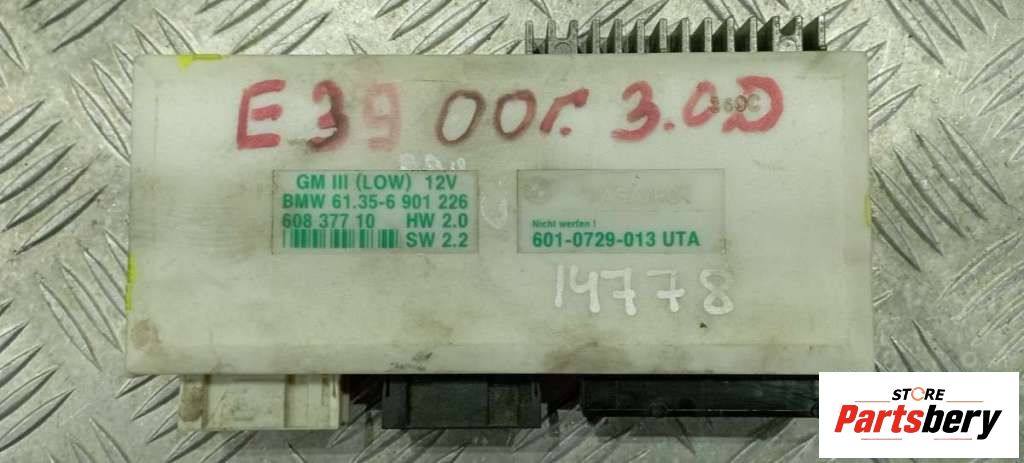 E39 00г. 3.0D
GM III (LOW) 12V
BMW 61.35-6 901 226
608 377 10 HW 2.0
SW 2.2
Nicht werfen !
601-0729-013 UTA
14778
STORE
Partsbery